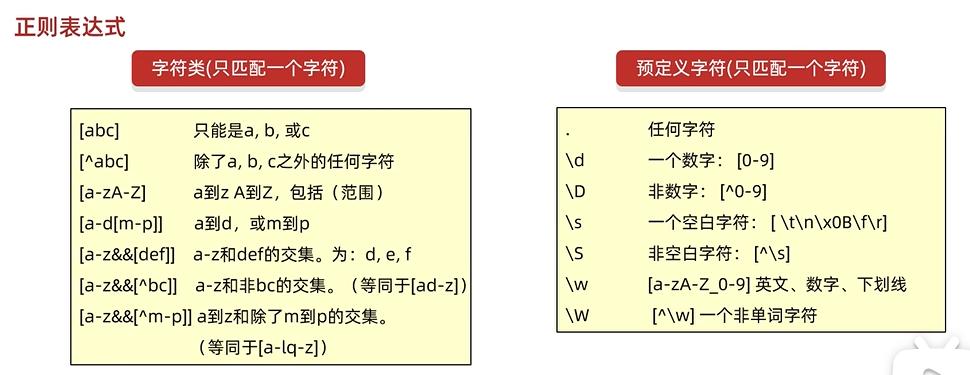 正则表达式
字符类(只匹配一个字符)
[abc] 只能是a, b, 或c
[^abc] 除了a, b, c之外的任何字符
[a-zA-Z] a到z A到Z，包括（范围）
[a-d[m-p]] a到d，或m到p
[a-z&&[def]] a-z和def的交集。为：d, e, f
[a-z&&[^bc]] a-z和非bc的交集。（等同于[ad-z]）
[a-z&&[^m-p]] a到z和除了m到p的交集。
（等同于[a-lq-z]）
预定义字符(只匹配一个字符)
. 任何字符
\d 一个数字： [0-9]
\D 非数字： [^0-9]
\s 一个空白字符： [ \t\n\x0B\f\r]
\S 非空白字符： [^\s]
\w [a-zA-Z_0-9] 英文、数字、下划线
\W [^\w] 一个非单词字符